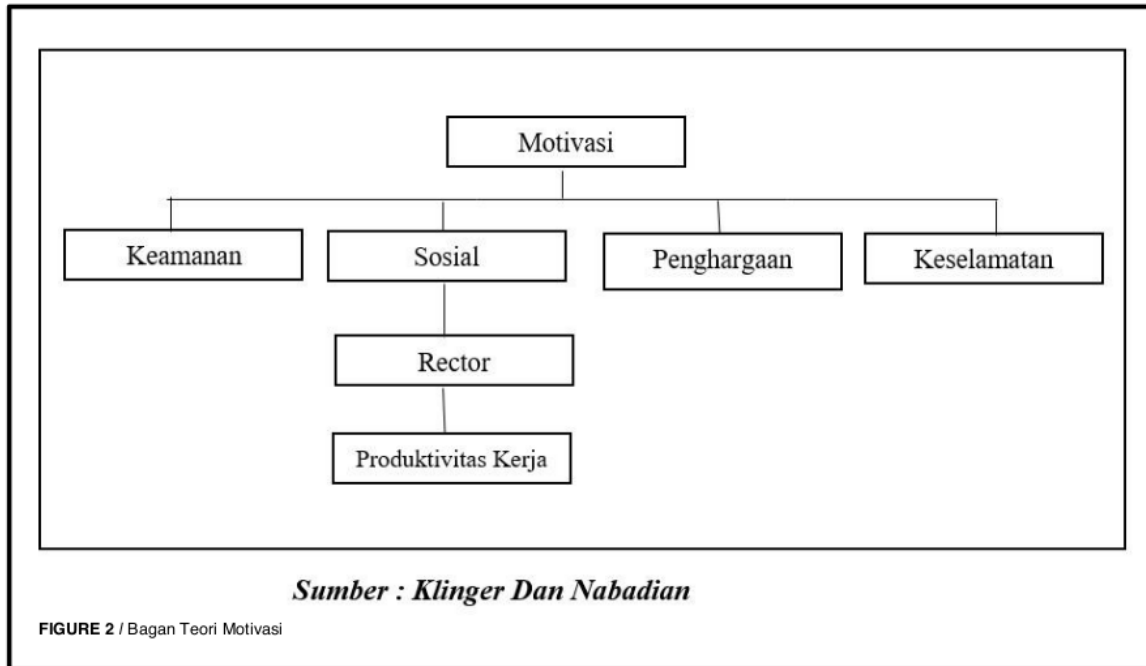 Motivasi
Keamanan
Sosial
Penghargaan
Keselamatan
Rector
Produktivitas Kerja
Sumber : Klinger Dan Nabadian
FIGURE 2 / Bagan Teori Motivasi